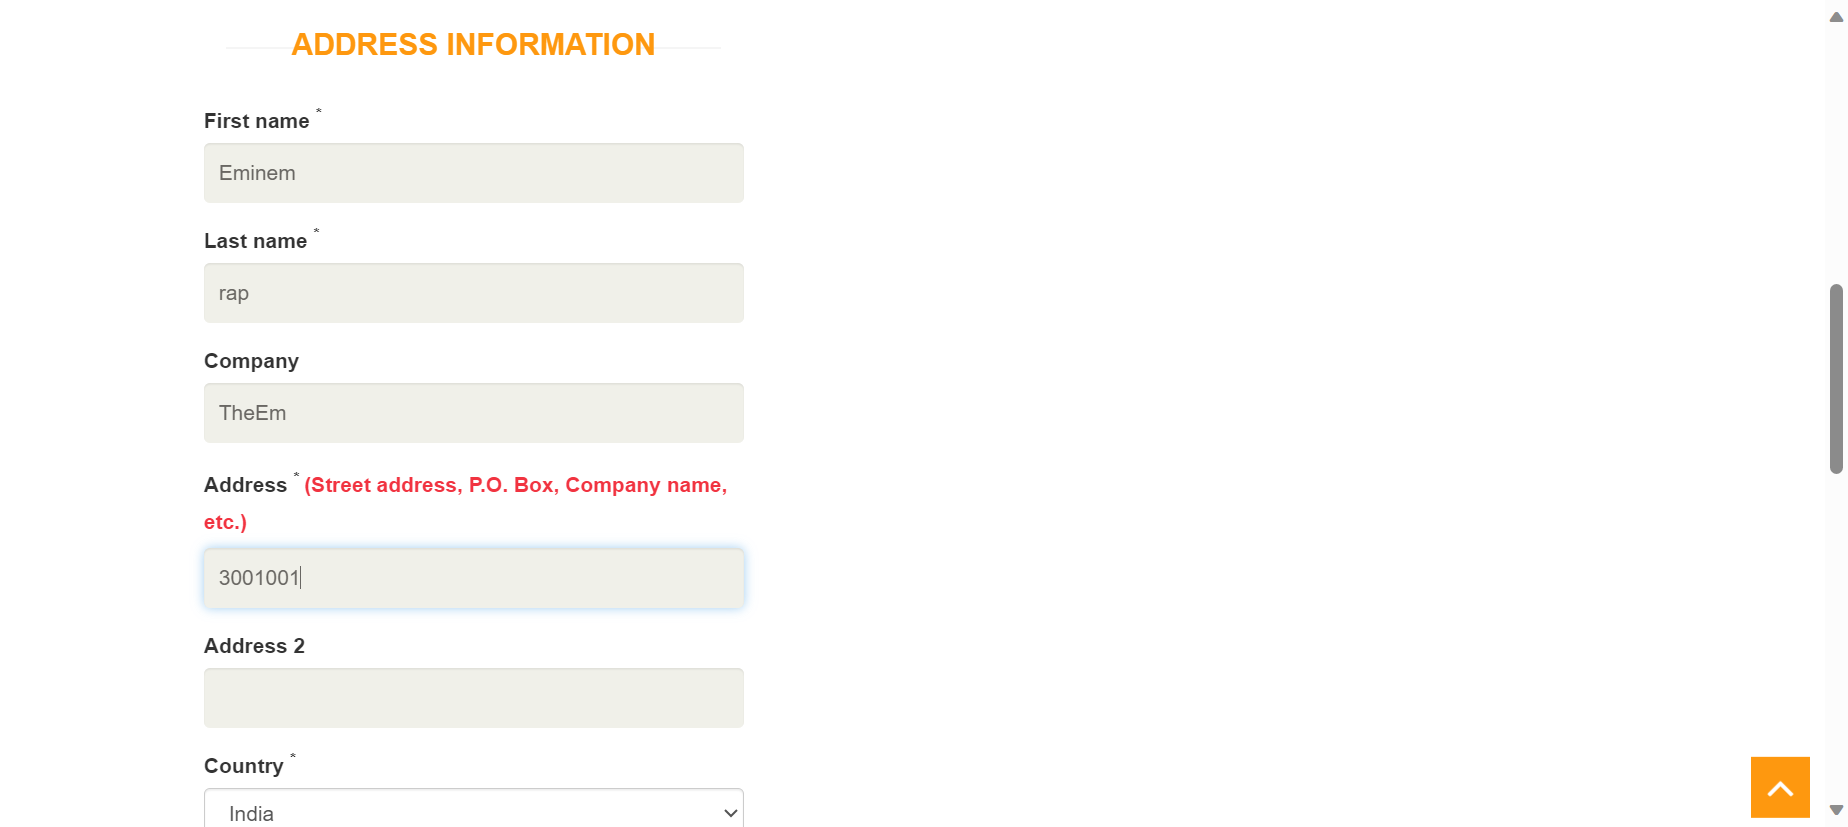 ADDRESS INFORMATION
First name *
Eminem
Last name *
rap
Company
TheEm
Address * (Street address, P.O. Box, Company name,
etc.)
3001001
Address 2
Country *
India